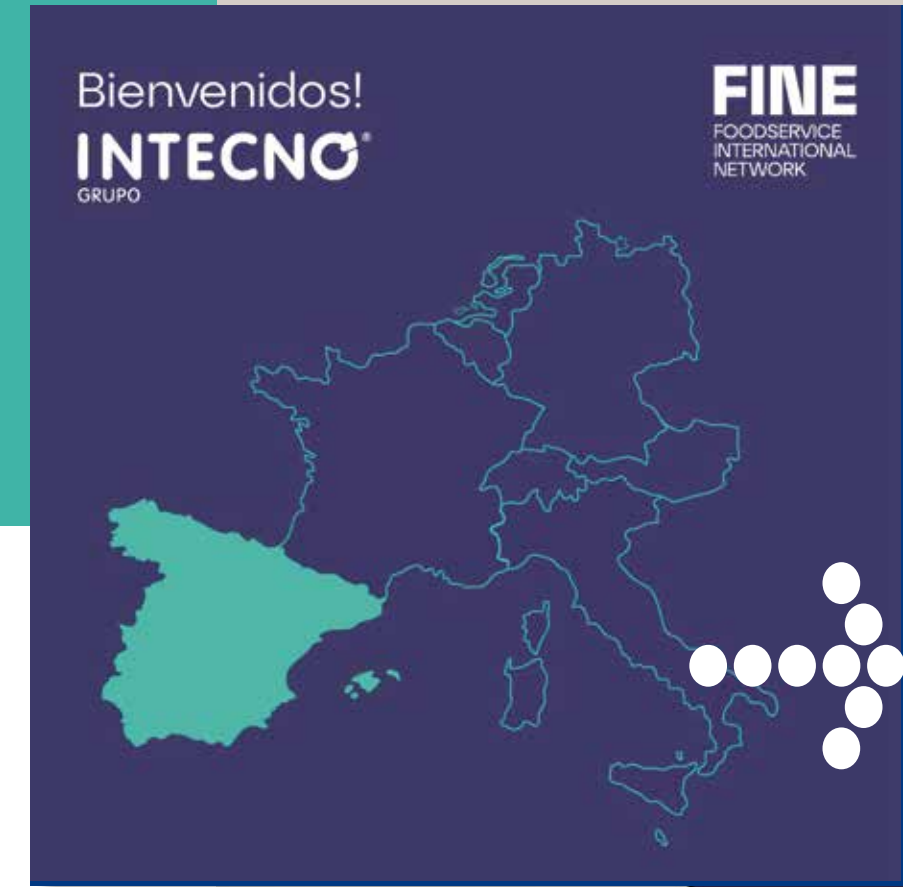 Bienvenidos!
INTECNO®
GRUPO
FINE
FOODSERVICE
INTERNATIONAL
NETWORK